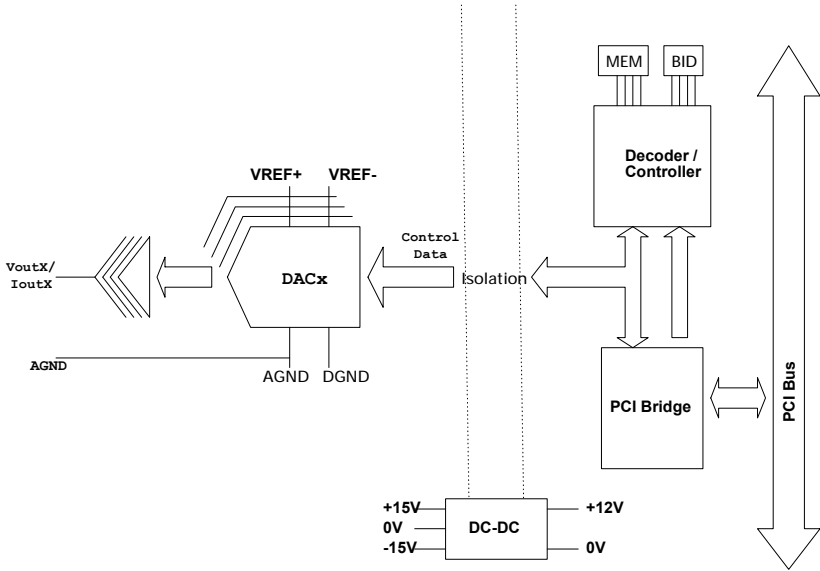 MEM
BID
Decoder /
Controller
VREF+
VREF-
Control
Data
VoutX/
IoutX
DACx
Isolation
AGND
AGND
DGND
PCI Bridge
PCI Bus
+15V
+12V
0V
DC-DC
-15V
0V